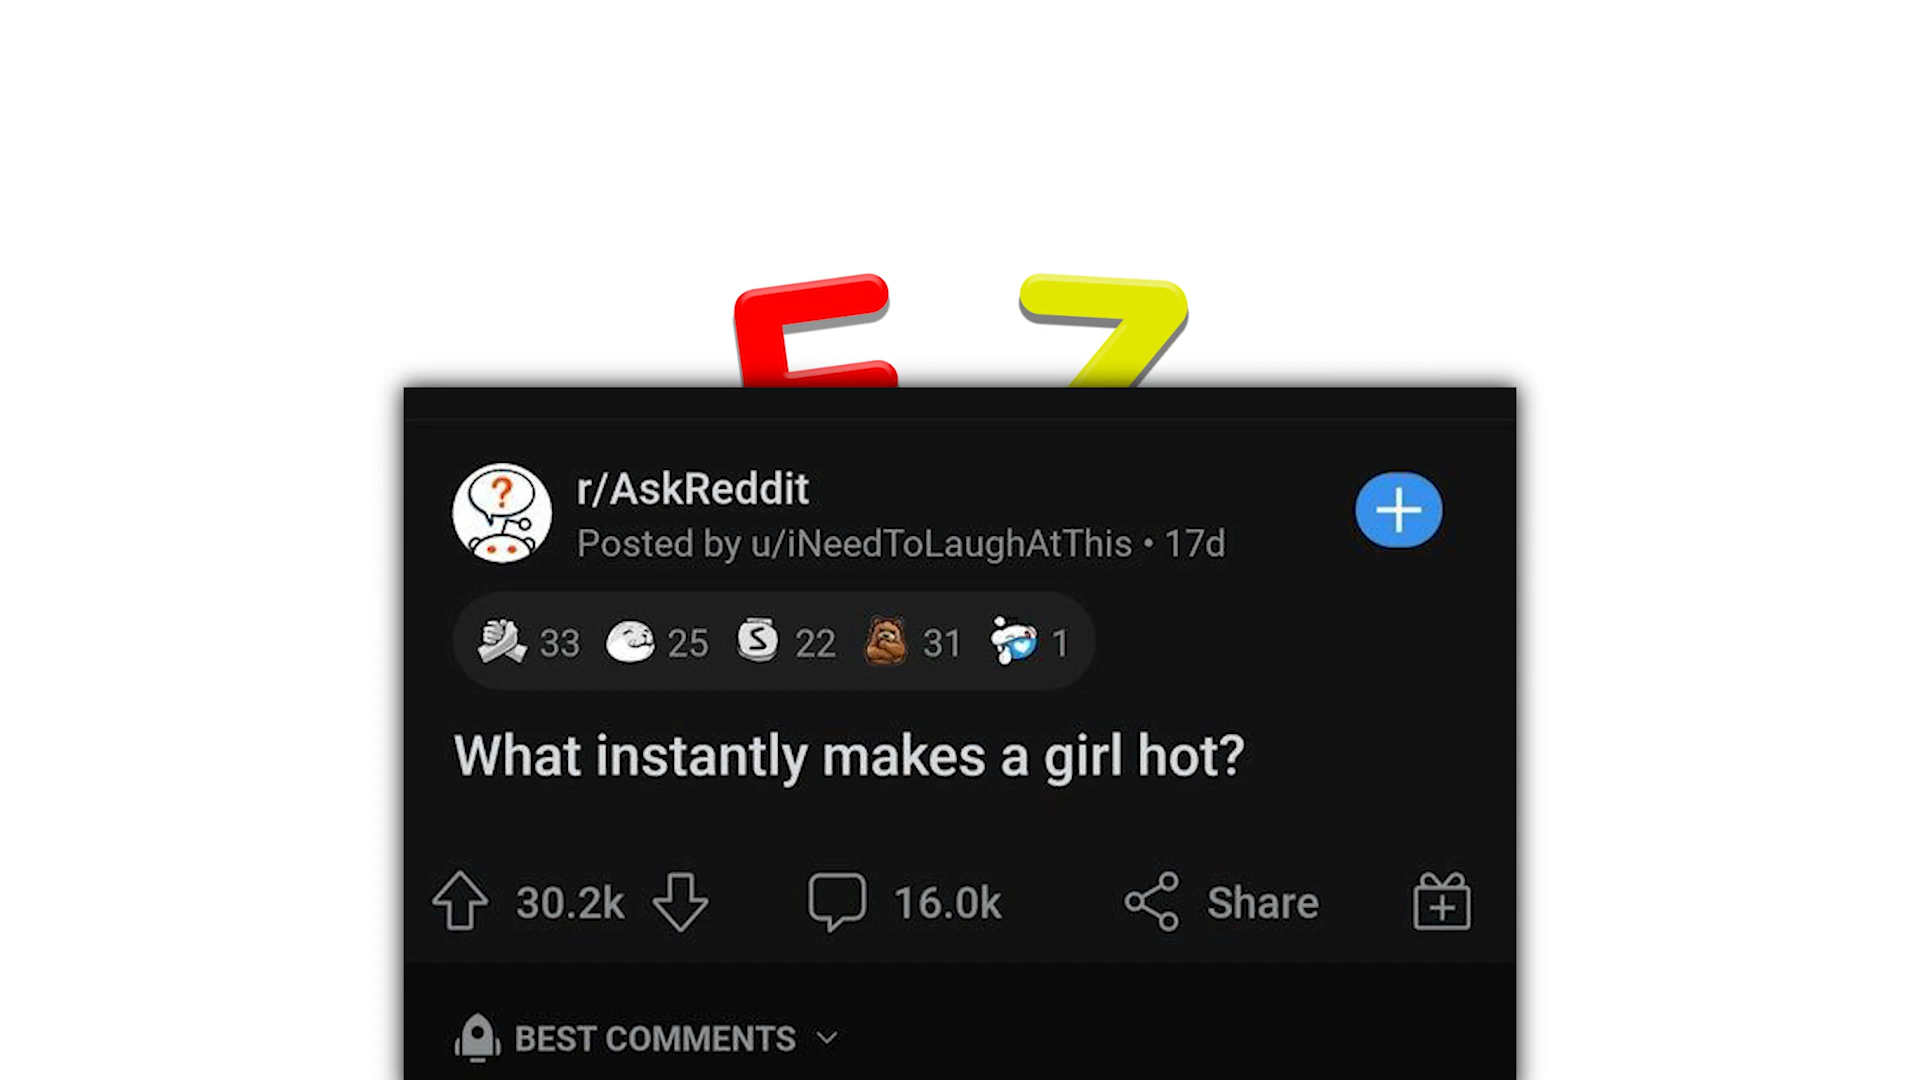 r/AskReddit
Posted by u/iNeedToLaughAtThis • 17d
33 25 S 22 31 1
What instantly makes a girl hot?
30.2k 16.0k Share
BEST COMMENTS